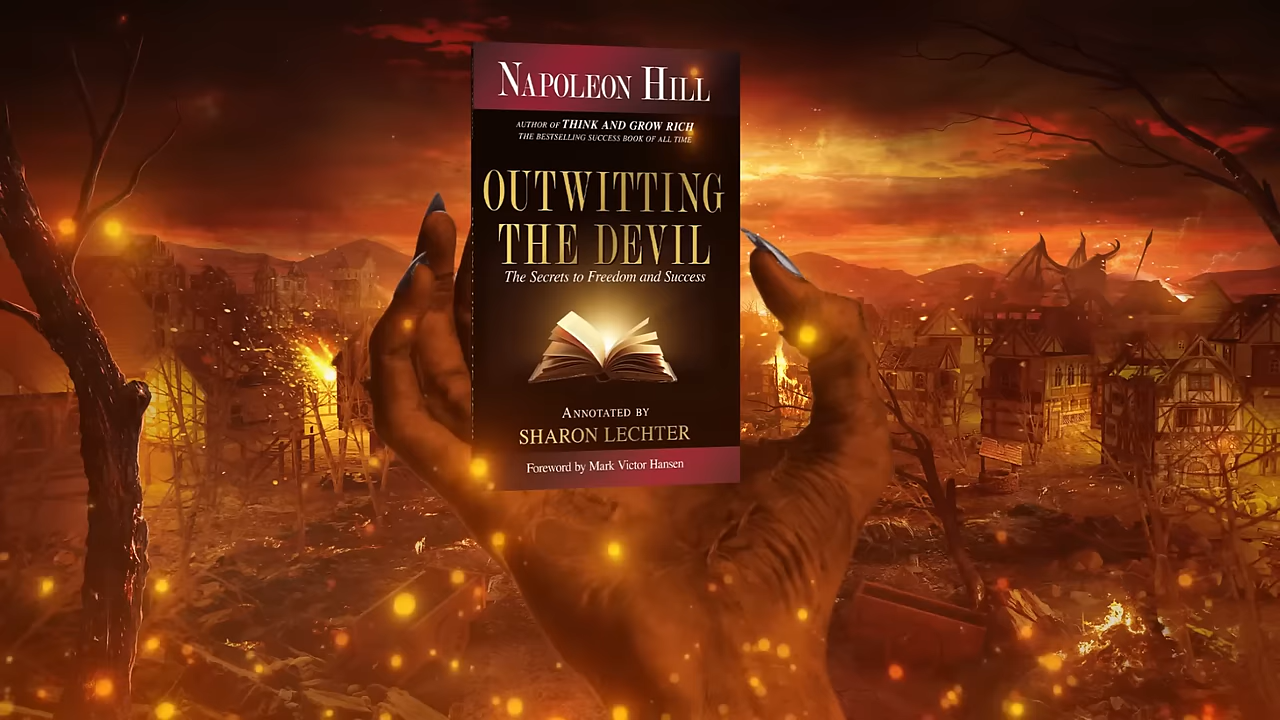 NAPOLEON HILL
AUTHOR OF THINK AND GROW RICH
THE BESTSELLING SUCCESS BOOK OF ALL TIME
OUTWITTING
THE DEVIL
The Secrets to Freedom and Success
ANNOTATED BY
SHARON LECHTER
Foreword by Mark Victor Hansen